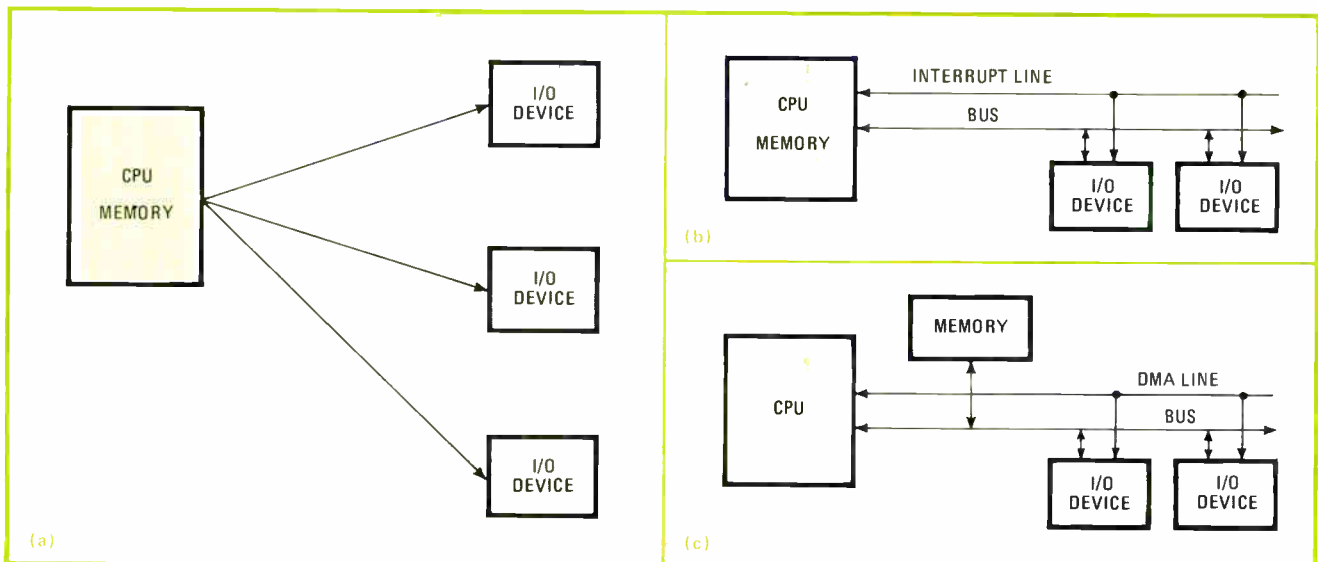 CPU
MEMORY
I/O
DEVICE
I/O
DEVICE
I/O
DEVICE
(a)
CPU
MEMORY
INTERRUPT LINE
BUS
I/O
DEVICE
I/O
DEVICE
(b)
MEMORY
CPU
DMA LINE
BUS
I/O
DEVICE
I/O
DEVICE
(c)